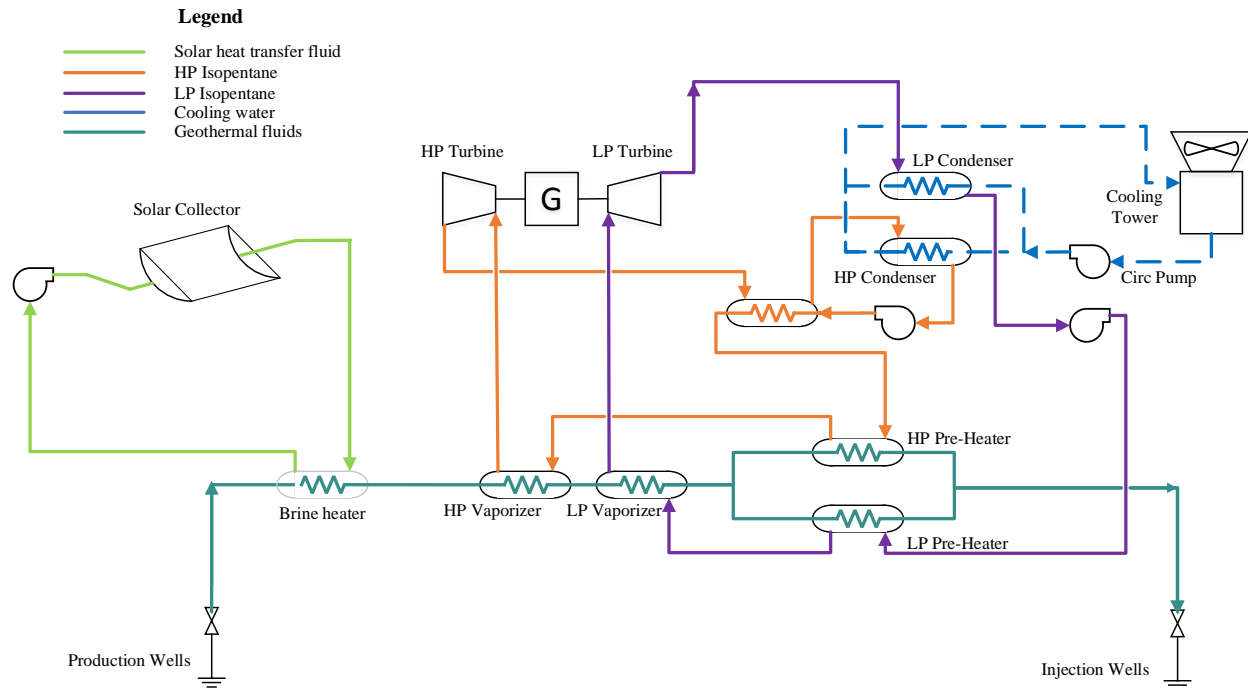 Legend
Solar heat transfer fluid
HP Isopentane
LP Isopentane
Cooling water
Geothermal fluids
HP Turbine
LP Turbine
G
LP Condenser
Cooling
Tower
Solar Collector
HP Condenser
Circ Pump
HP Pre-Heater
Brine heater
HP Vaporizer
LP Vaporizer
LP Pre-Heater
Production Wells
Injection Wells